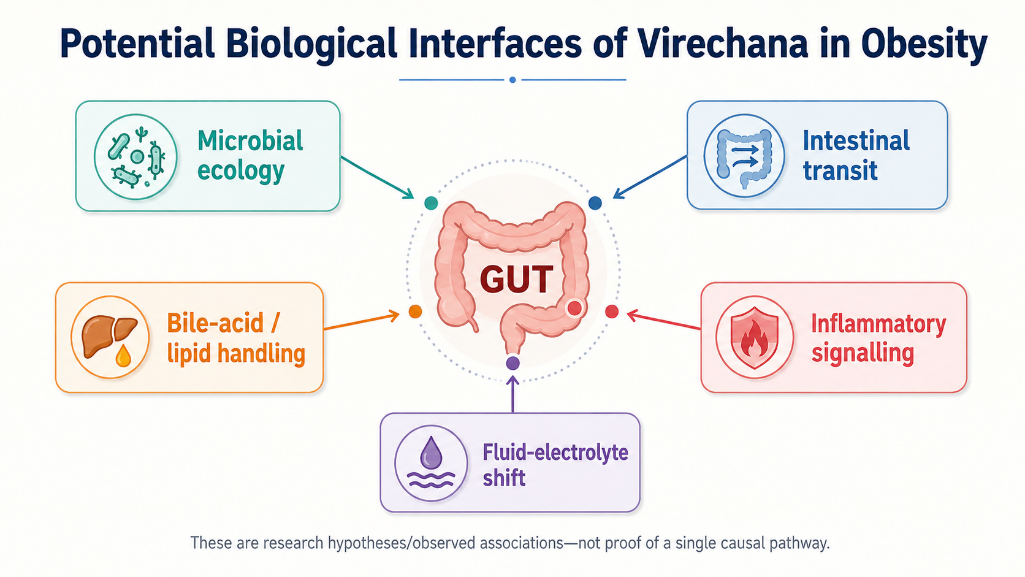 Potential Biological Interfaces of Virechana in Obesity
Microbial
ecology
Intestinal
transit
GUT
Bile-acid /
lipid handling
Inflammatory
signalling
Fluid-electrolyte
shift
These are research hypotheses/observed associations—not proof of a single causal pathway.